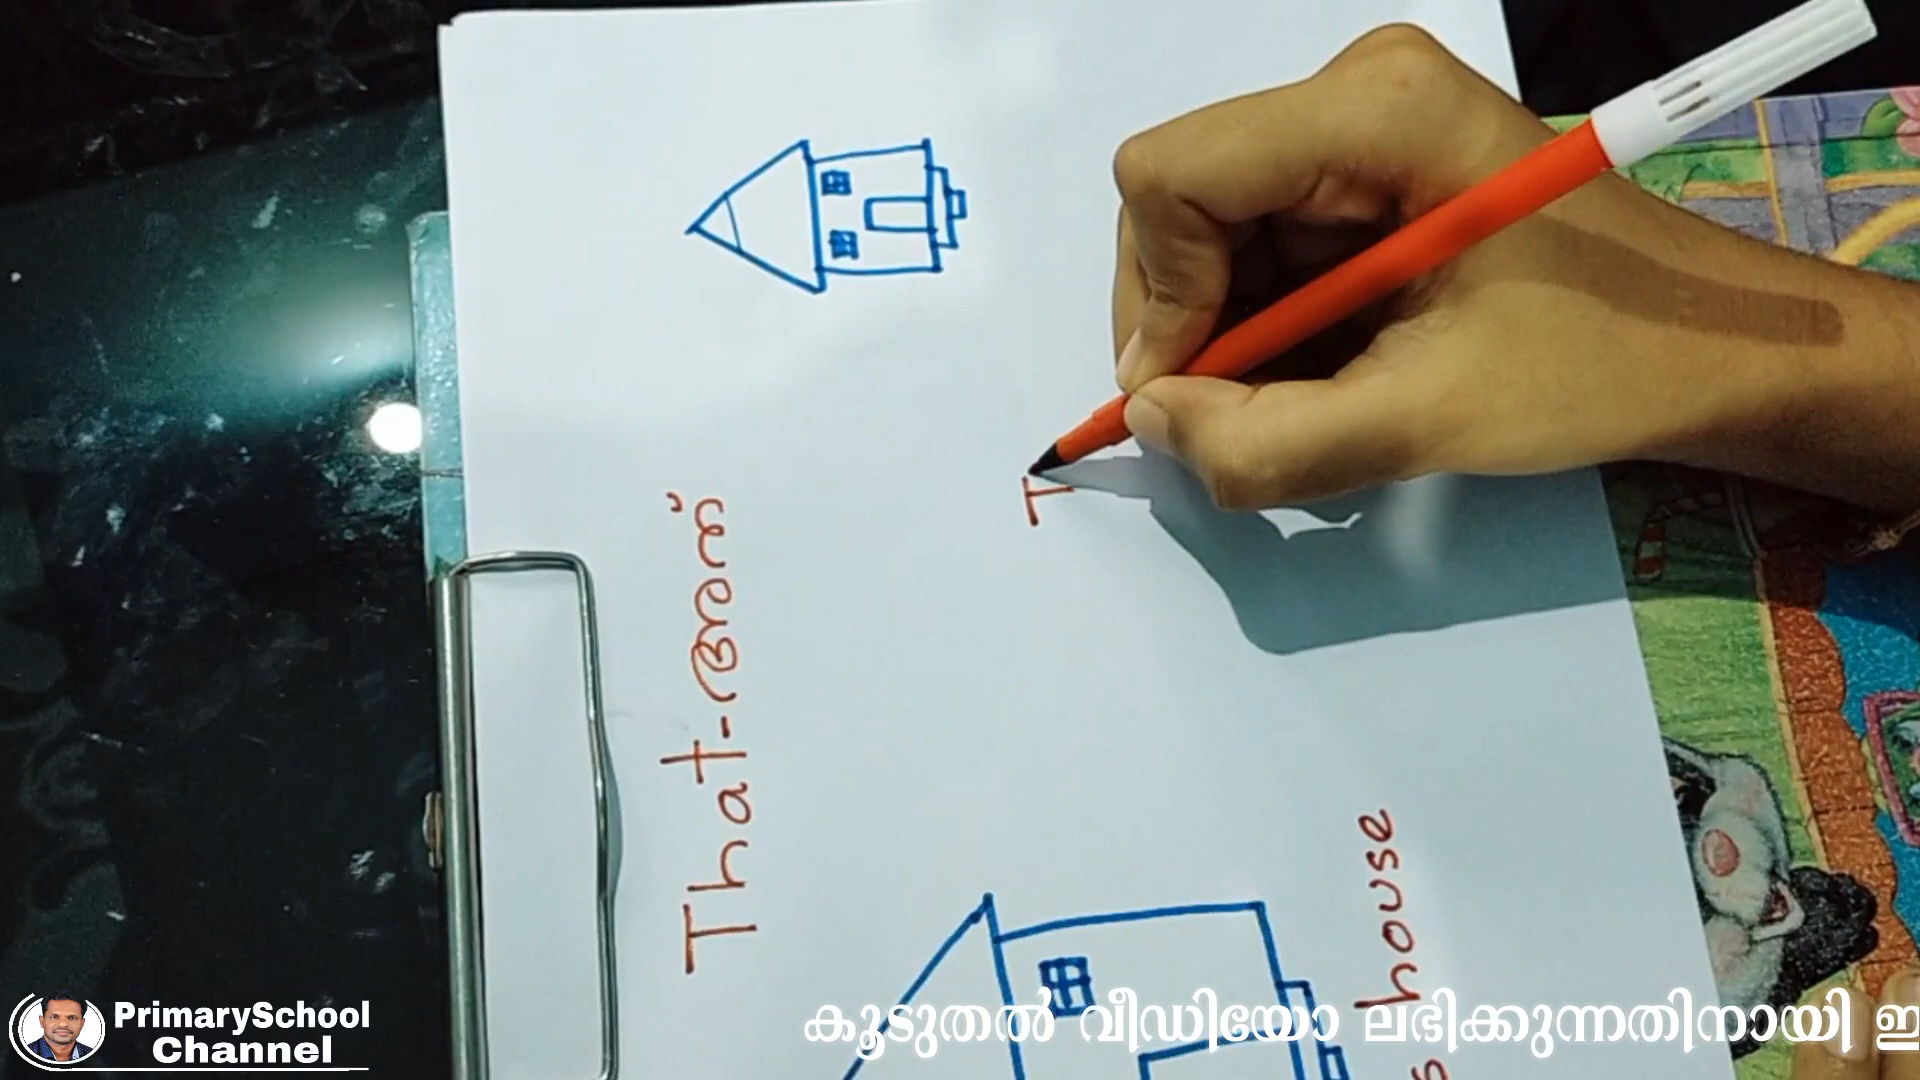 That - അത്
T
s house
PrimarySchool
Channel
കൂടുതൽ വീഡിയോ ലഭിക്കുന്നതിനായി ഇ